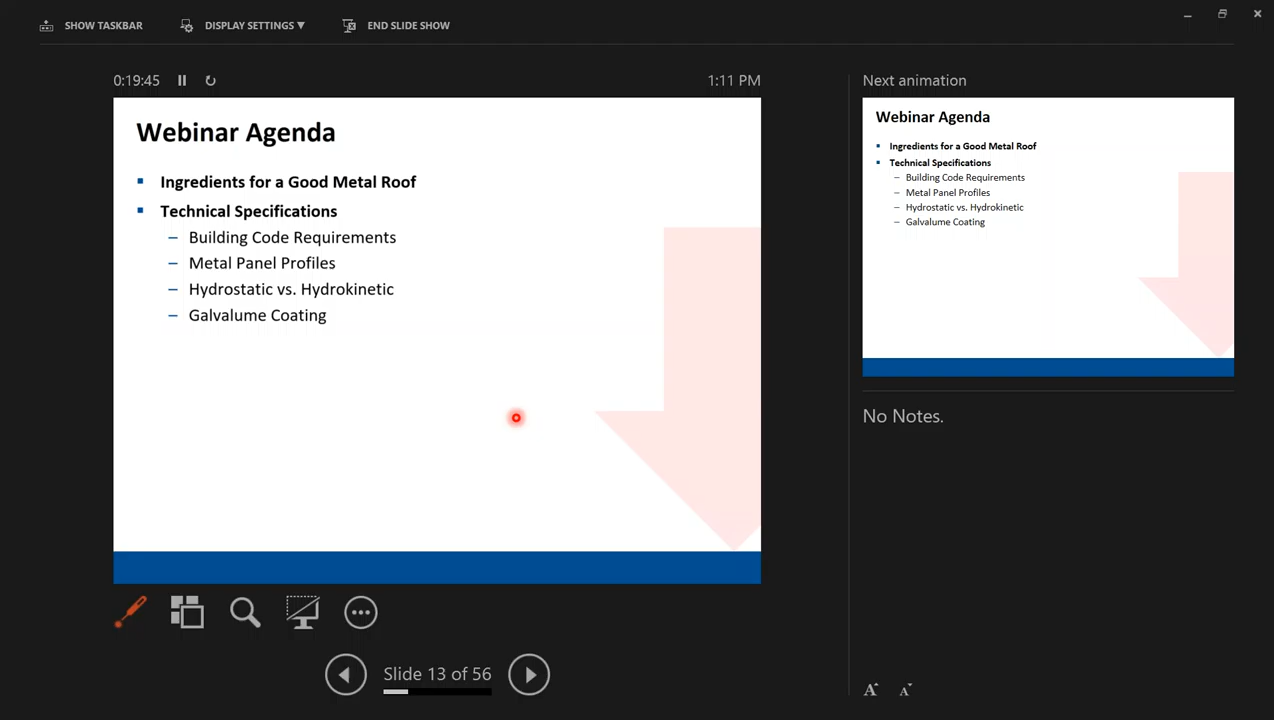 SHOW TASKBAR
DISPLAY SETTINGS ▼
END SLIDE SHOW
0:19:45
1:11 PM
Webinar Agenda
▪ Ingredients for a Good Metal Roof
▪ Technical Specifications
– Building Code Requirements
– Metal Panel Profiles
– Hydrostatic vs. Hydrokinetic
– Galvalume Coating
Slide 13 of 56
Next animation
Webinar Agenda
▪ Ingredients for a Good Metal Roof
▪ Technical Specifications
– Building Code Requirements
– Metal Panel Profiles
– Hydrostatic vs. Hydrokinetic
– Galvalume Coating
No Notes.
A A